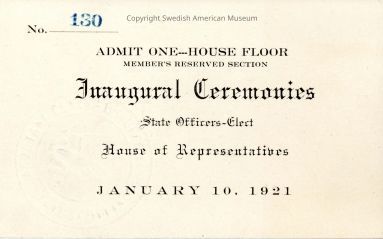 Copyright Swedish American Museum
No. 130
ADMIT ONE---HOUSE FLOOR
MEMBER'S RESERVED SECTION
Inaugural Ceremonies
State Officers-Elect
House of Representatives
JANUARY 10, 1921